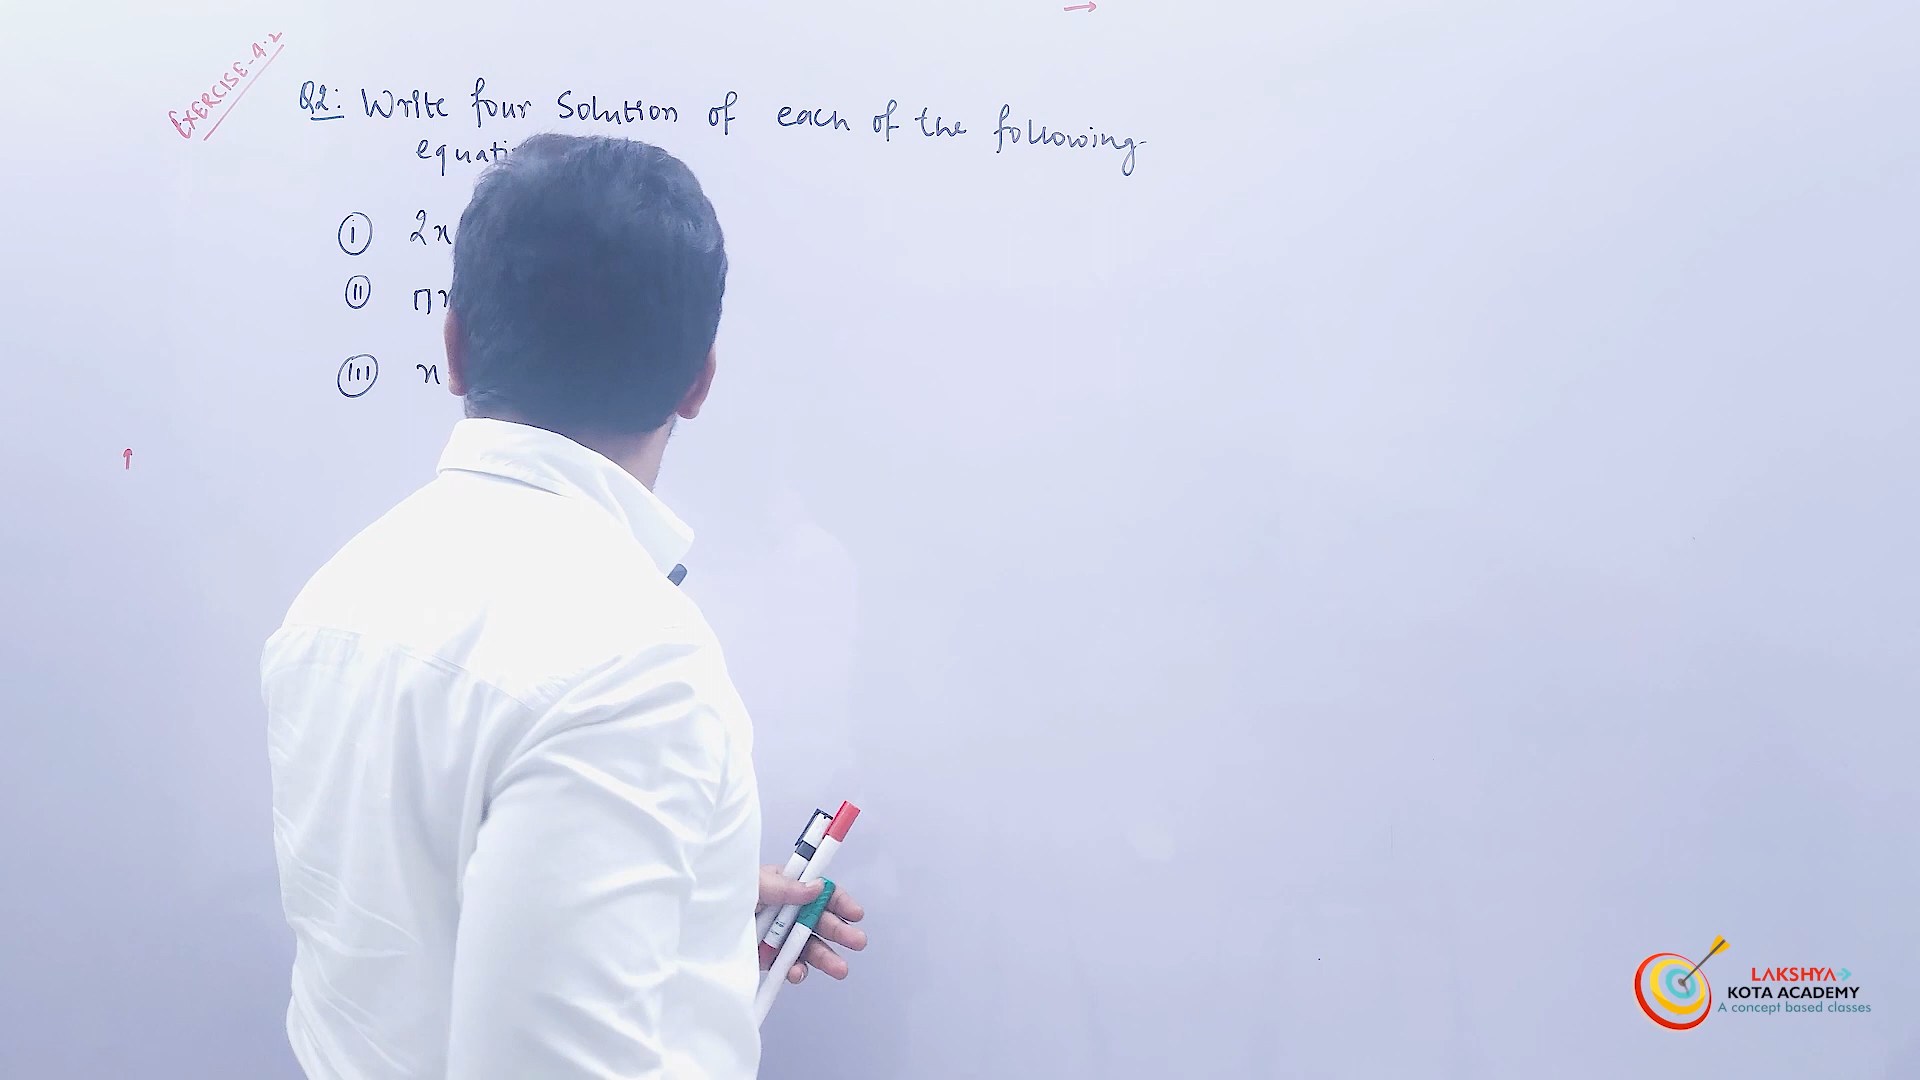 EXERCISE-4.2
Q2: Write four Solution of each of the following
equati
(i) 2x
(ii) πx
(iii) x
LAKSHYA
KOTA ACADEMY
A concept based classes